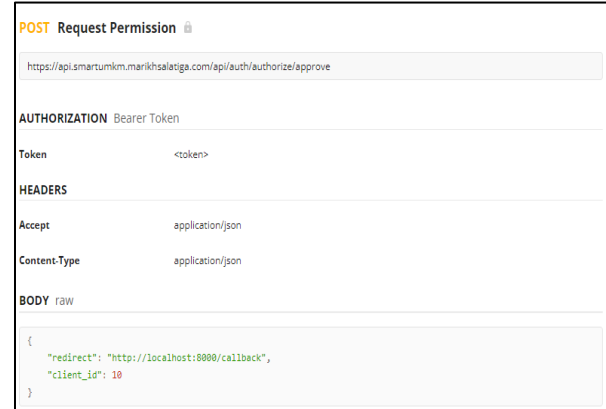 POST Request Permission
https://api.smartumkm.marikhsalatiga.com/api/auth/authorize/approve
AUTHORIZATION Bearer Token
Token <token>
HEADERS
Accept application/json
Content-Type application/json
BODY raw
{
"redirect": "http://localhost:8000/callback",
"client_id": 10
}